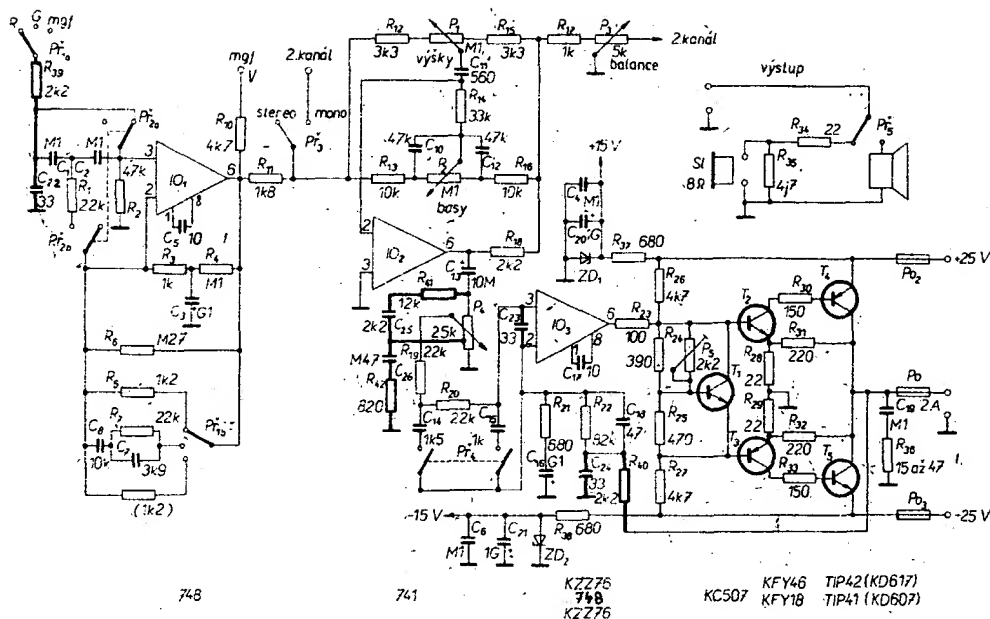 R G mgf
Př1a
R39
2k2
Př2a
M1 M1
C1 C2
R1
22k
47k
R2
C22
33
Př2b
3
2
6
IO1
1 8
C5 10
R3
1k
R4
M1
C3 G1
R6 M27
R5 1k2
R7 22k
C8
10k
C7
3k9
Př1b
(1k2)
mgf
V
R10
4k7
R11
1k8
2.kanál
stereo mono
Př3
R12
3k3
P1
M1
výšky
R15
3k3
C11
560
R14
33k
47k
C10
47k
C12
R13
10k
P2
M1
basy
R16
10k
R17
1k
P3
5k
balance
2.kanál
2
3
6
IO2
R18
2k2
C13
10M
R41
12k
2k2
C25
P4
25k
M47
C26
R42
820
R19
22k
R20
22k
C14
1k5
C15
1k
Př4
C23
33
3
2
6
IO3
1 8
C17 10
R23
100
+15 V
C4
M1
C20
1G
ZD1
R37 680
R26
4k7
R24
390
P5
2k2
T1
R25
470
R27
4k7
R21
680
C16 G1
R22
82k
C18
47
C24
33
R40
2k2
-15 V
C6
M1
C21
1G
ZD2
R38 680
T2
T3
T4
T5
R30
150
R31
220
R28
22
R29
22
R32
220
R33
150
Po2
+25 V
Po
2A
C19
M1
R36
15 až 47
Po3
-25 V
výstup
Sl
8Ω
R34
22
R35
4j7
Př5
748
741
KZZ76
748
KZZ76
KC507
KFY46 TIP42 (KD617)
KFY18 TIP41 (KD607)